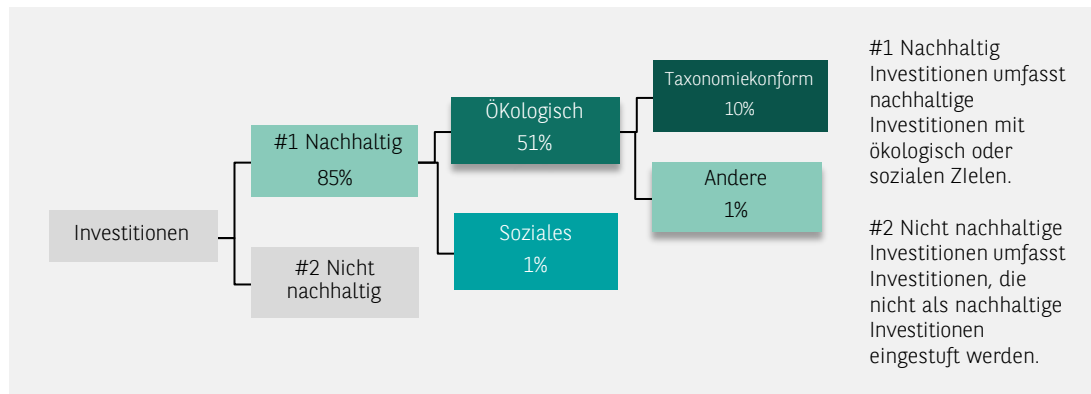 Investitionen
#1 Nachhaltig
85%
#2 Nicht
nachhaltig
ÖKologisch
51%
Soziales
1%
Taxonomiekonform
10%
Andere
1%
#1 Nachhaltig
Investitionen umfasst
nachhaltige
Investitionen mit
ökologisch oder
sozialen ZIelen.
#2 Nicht nachhaltige
Investitionen umfasst
Investitionen, die
nicht als nachhaltige
Investitionen
eingestuft werden.